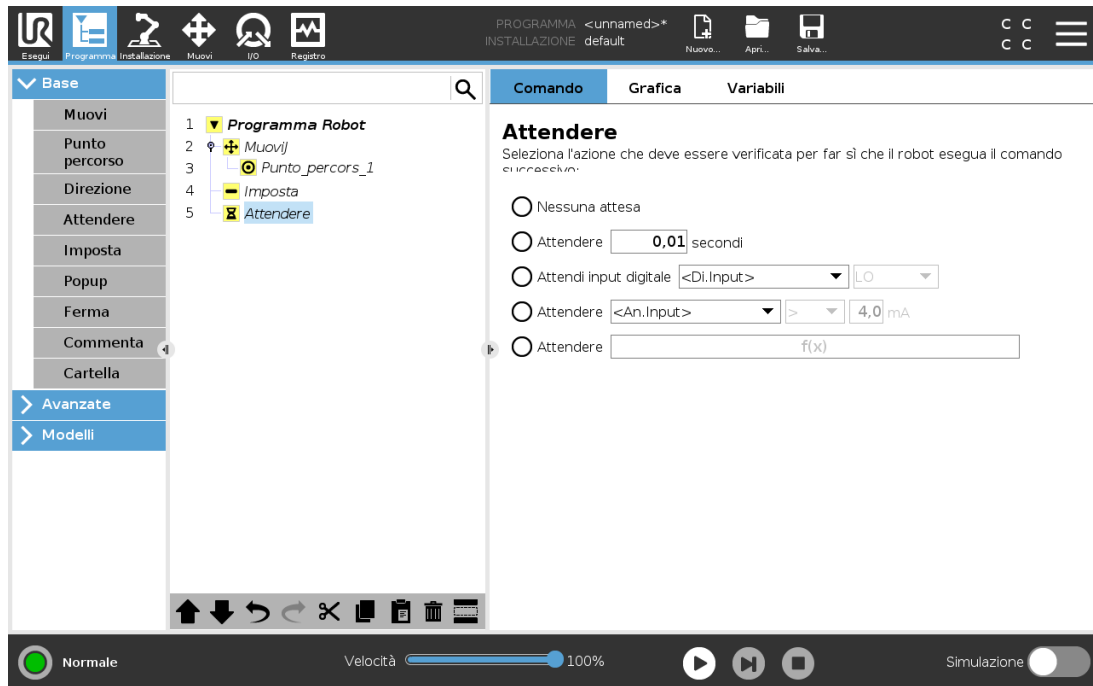 PROGRAMMA <unnamed>*
INSTALLAZIONE default
UR
Esegui
Programma
Installazione
Muovi
I/O
Registro
Nuovo...
Apri...
Salva...
C C
C C
Base
Muovi
Punto
percorso
Direzione
Attendere
Imposta
Popup
Ferma
Commenta
Cartella
Avanzate
Modelli
1 Programma Robot
2 MuoviJ
3 Punto_percors_1
4 Imposta
5 Attendere
Comando Grafica Variabili
Attendere
Seleziona l'azione che deve essere verificata per far sì che il robot esegua il comando
successivo:
Nessuna attesa
Attendere 0,01 secondi
Attendi input digitale <Di.Input> LO
Attendere <An.Input> > 4,0 mA
Attendere f(x)
Normale
Velocità 100%
Simulazione